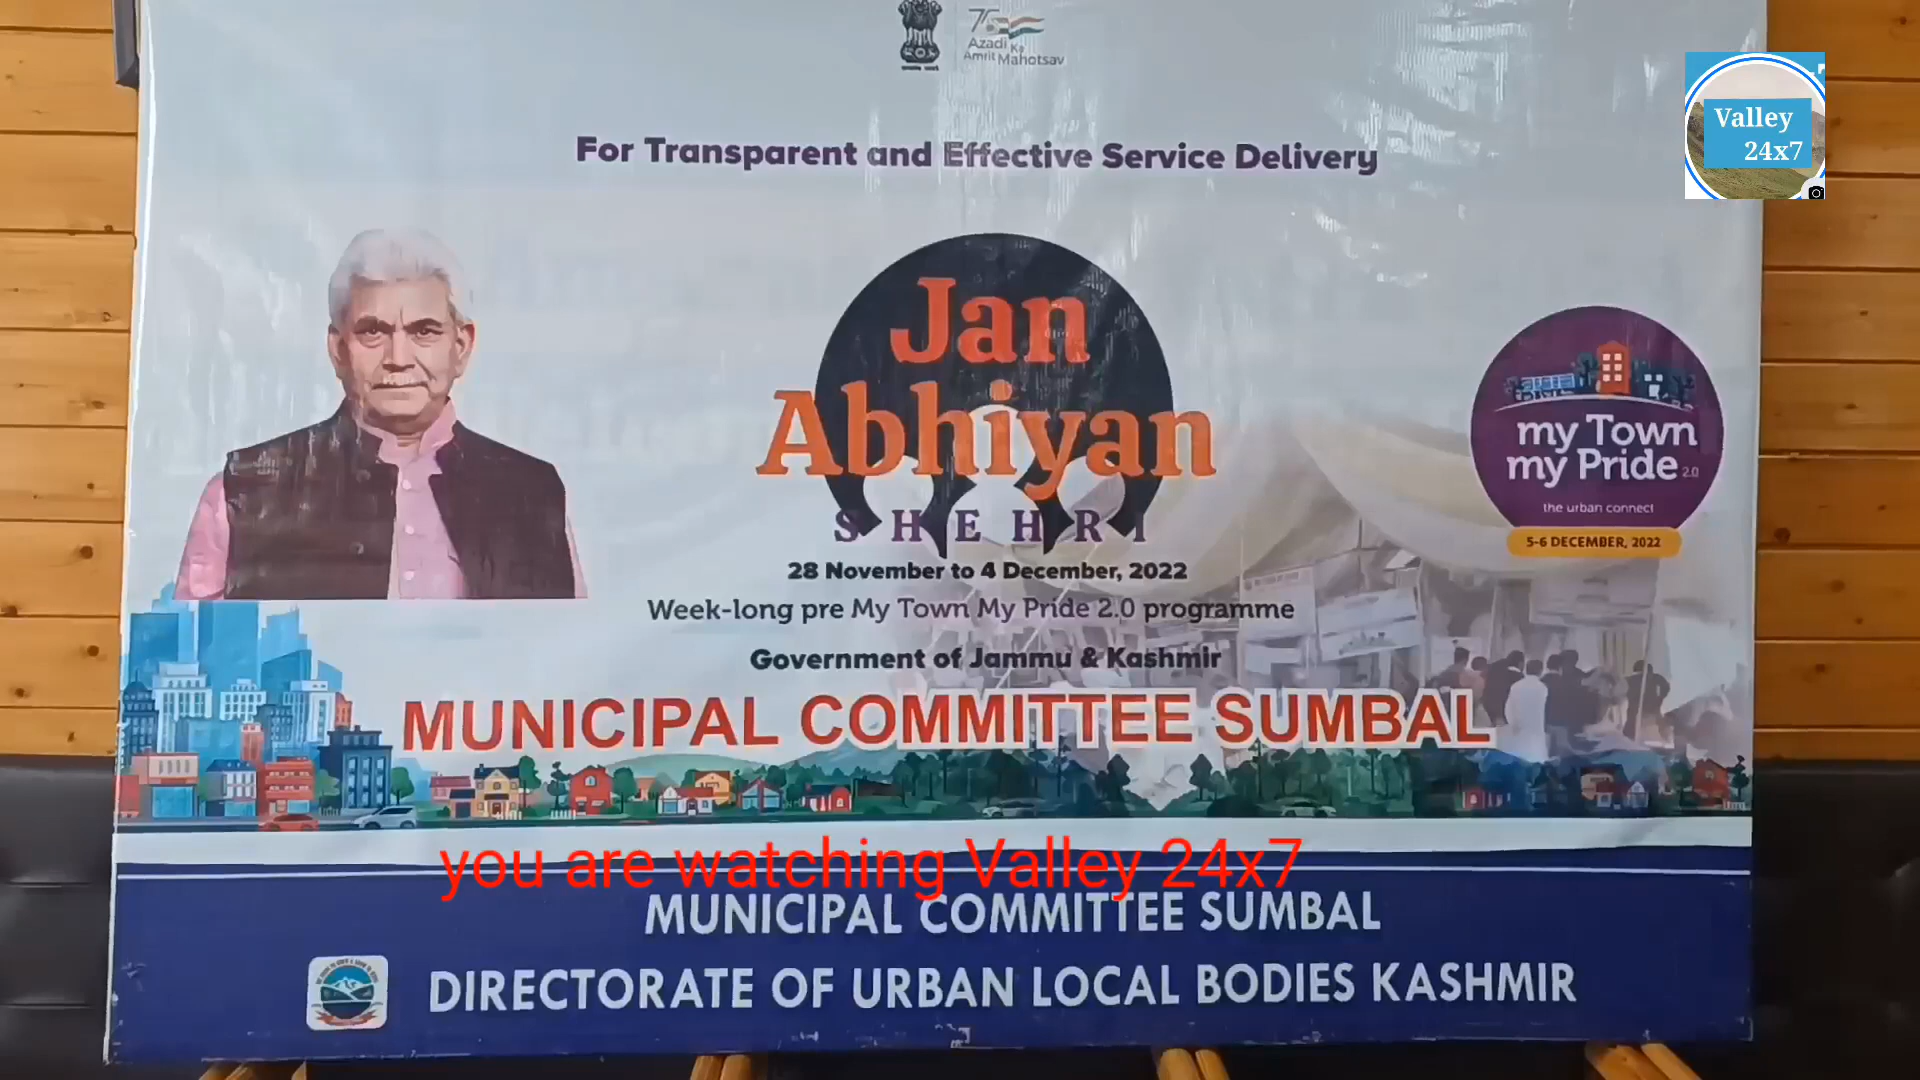 75
Azadi Ka
Amrit Mahotsav
Valley
24x7
For Transparent and Effective Service Delivery
Jan
Abhiyan
SHEHRI
28 November to 4 December, 2022
Week-long pre My Town My Pride 2.0 programme
Government of Jammu & Kashmir
my Town
my Pride 2.0
the urban connect
5-6 DECEMBER, 2022
MUNICIPAL COMMITTEE SUMBAL
you are watching Valley 24x7
MUNICIPAL COMMITTEE SUMBAL
DIRECTORATE OF URBAN LOCAL BODIES KASHMIR